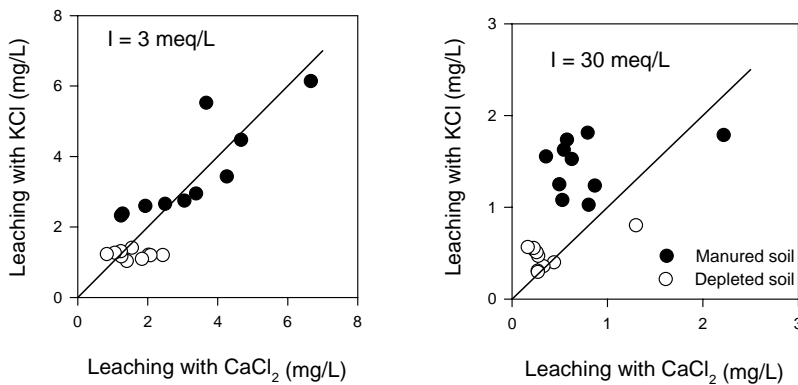 I = 3 meq/L
Leaching with KCl (mg/L)
8
6
4
2
0
0 2 4 6 8
Leaching with CaCl₂ (mg/L)
I = 30 meq/L
Leaching with KCl (mg/L)
3
2
1
0
Manured soil
Depleted soil
0 1 2 3
Leaching with CaCl₂ (mg/L)